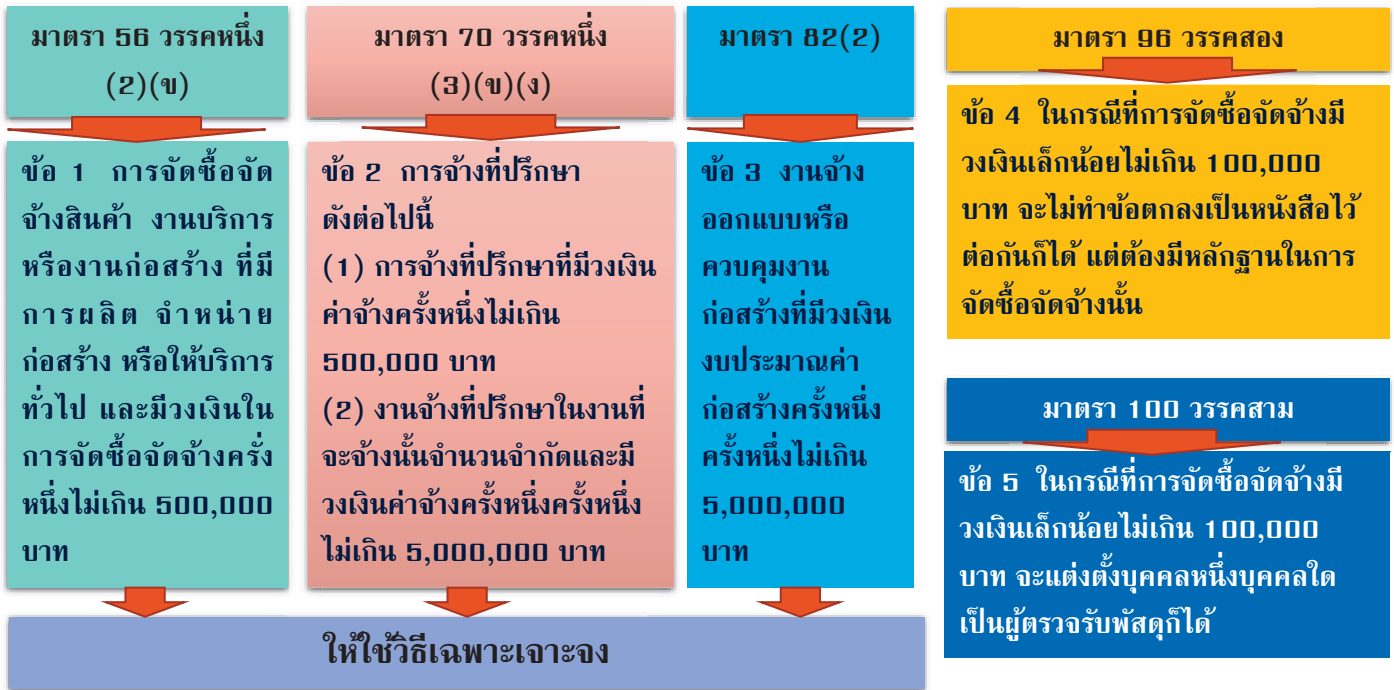 มาตรา 56 วรรคหนึ่ง
(2)(ข)
ข้อ 1 การจัดซื้อจัด
จ้างสินค้า งานบริการ
หรืองานก่อสร้าง ที่มี
การผลิต จำหน่าย
ก่อสร้าง หรือให้บริการ
ทั่วไป และมีวงเงินใน
การจัดซื้อจัดจ้างครั้ง
หนึ่งไม่เกิน 500,000
บาท
มาตรา 70 วรรคหนึ่ง
(3)(ข)(ง)
ข้อ 2 การจ้างที่ปรึกษา
ดังต่อไปนี้
(1) การจ้างที่ปรึกษาที่มีวงเงิน
ค่าจ้างครั้งหนึ่งไม่เกิน
500,000 บาท
(2) งานจ้างที่ปรึกษาในงานที่
จะจ้างนั้นจำนวนจำกัดและมี
วงเงินค่าจ้างครั้งหนึ่งครั้งหนึ่ง
ไม่เกิน 5,000,000 บาท
มาตรา 82(2)
ข้อ 3 งานจ้าง
ออกแบบหรือ
ควบคุมงาน
ก่อสร้างที่มีวงเงิน
งบประมาณค่า
ก่อสร้างครั้งหนึ่ง
ครั้งหนึ่งไม่เกิน
5,000,000
บาท
ให้ใช้วิธีเฉพาะเจาะจง
มาตรา 96 วรรคสอง
ข้อ 4 ในกรณีที่การจัดซื้อจัดจ้างมี
วงเงินเล็กน้อยไม่เกิน 100,000
บาท จะไม่ทำข้อตกลงเป็นหนังสือไว้
ต่อกันก็ได้ แต่ต้องมีหลักฐานในการ
จัดซื้อจัดจ้างนั้น
มาตรา 100 วรรคสาม
ข้อ 5 ในกรณีที่การจัดซื้อจัดจ้างมี
วงเงินเล็กน้อยไม่เกิน 100,000
บาท จะแต่งตั้งบุคคลหนึ่งบุคคลใด
เป็นผู้ตรวจรับพัสดุก็ได้